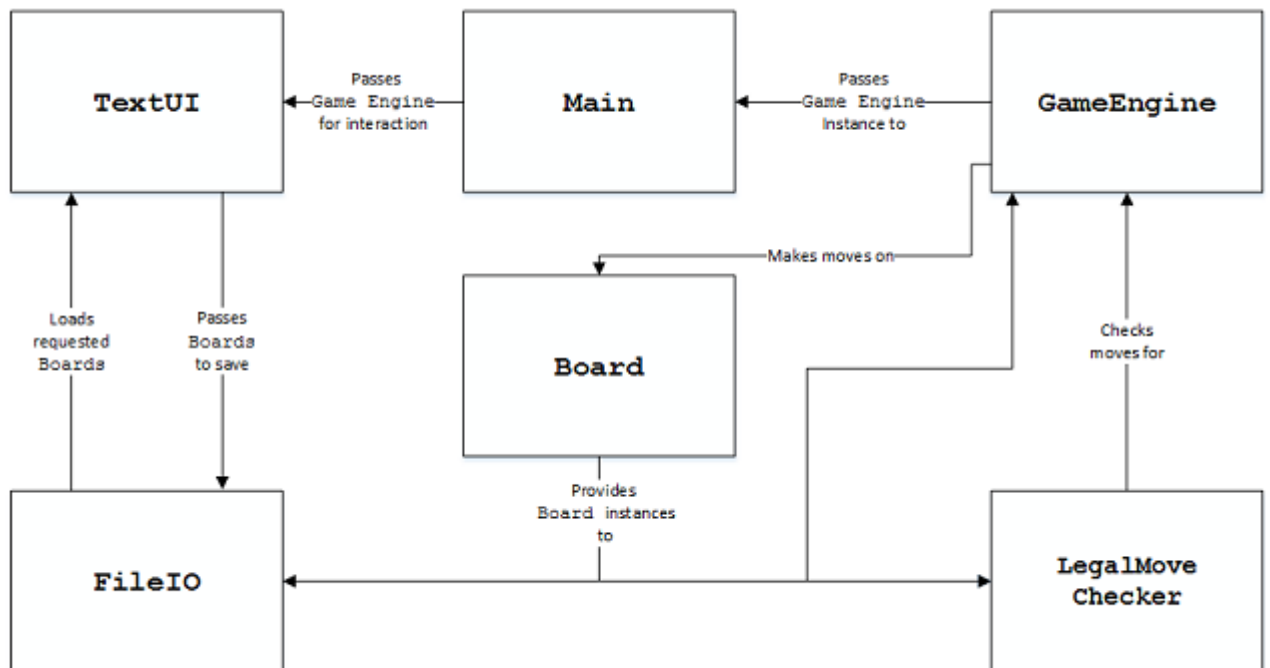 TextUI
Passes
Game Engine
for interaction
Main
Passes
Game Engine
Instance to
GameEngine
Makes moves on
Loads
requested
Boards
Passes
Boards
to save
Board
Checks
moves for
Provides
Board instances
to
FileIO
LegalMove
Checker